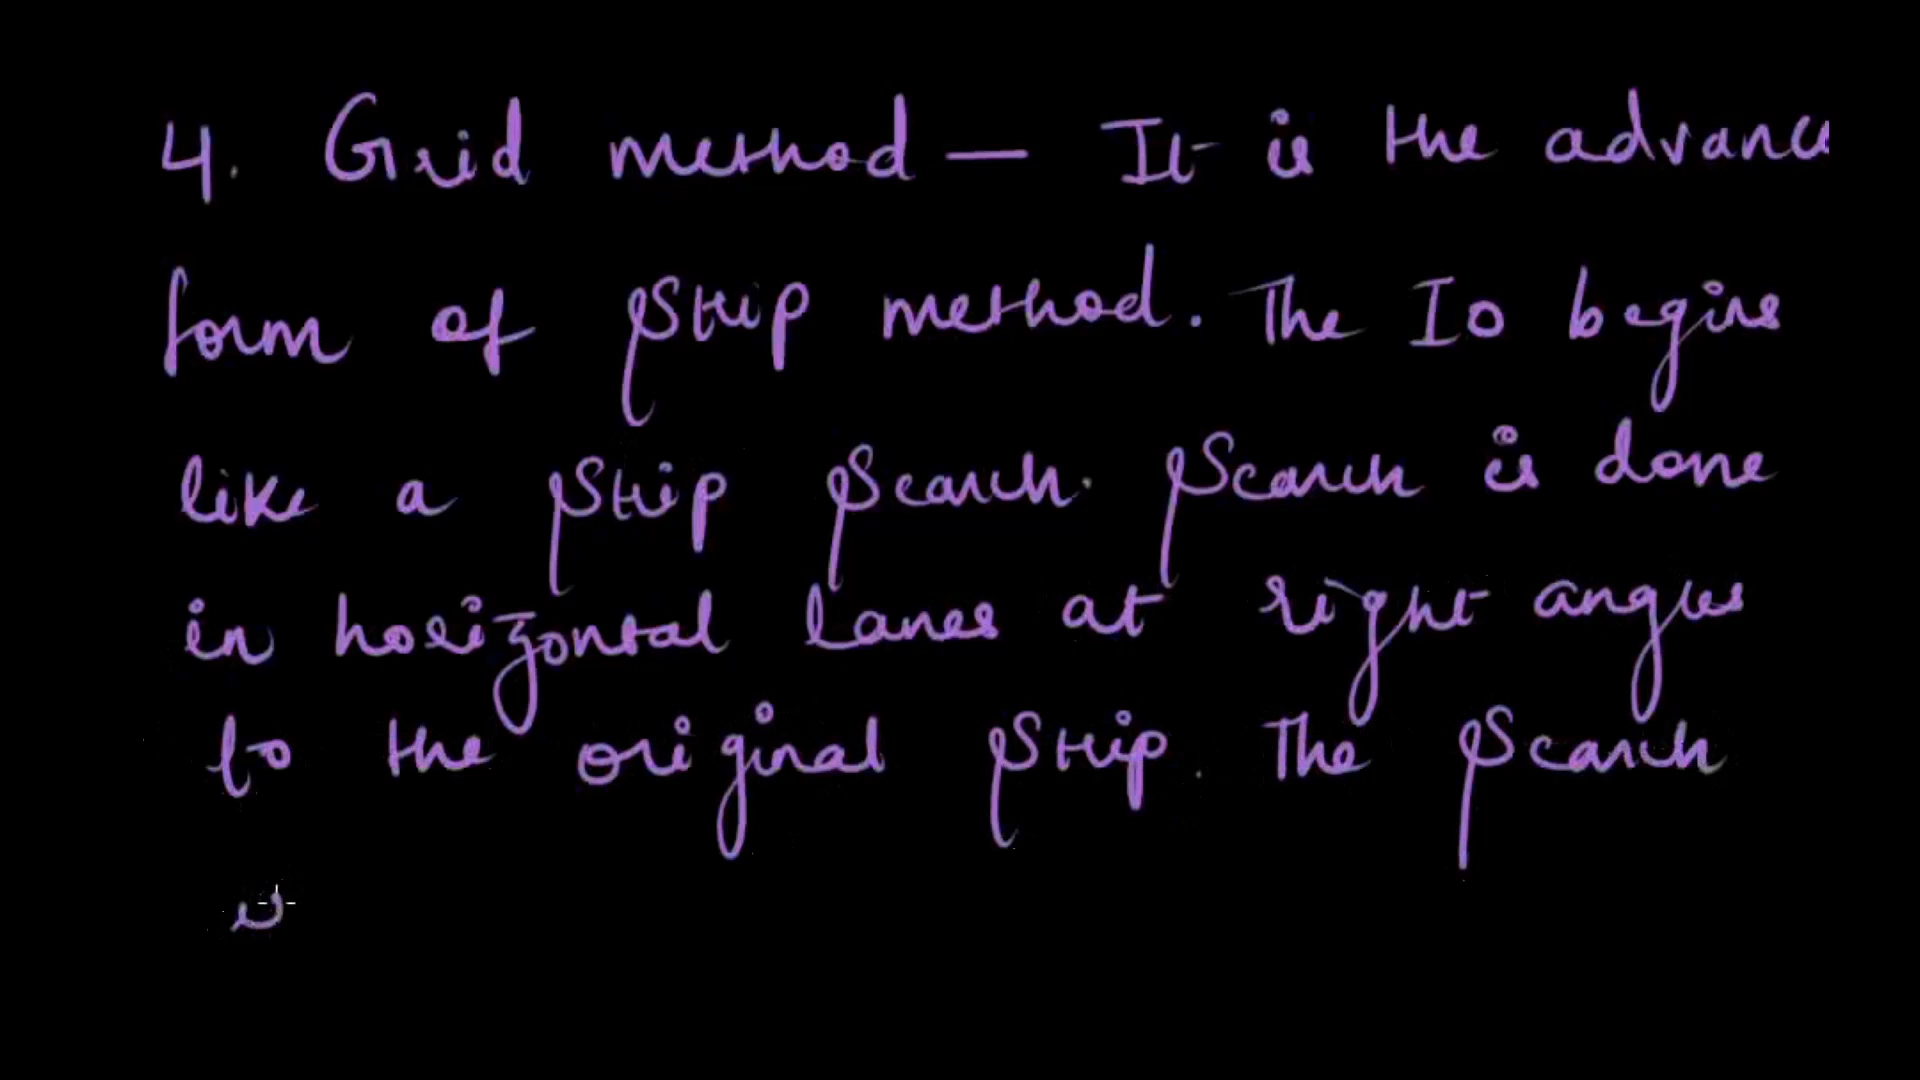 4. Grid method — It is the advance
form of Strip method. The IO begins
like a Strip Search. Search is done
in horizontal lanes at right angles
to the original Strip. The Search